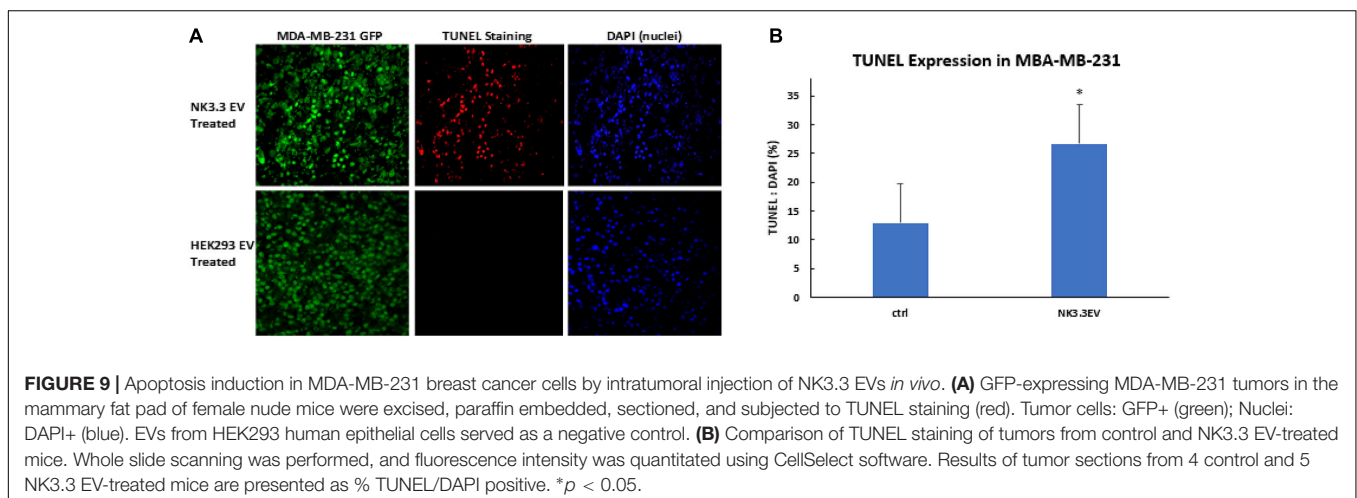 A
MDA-MB-231 GFP
TUNEL Staining
DAPI (nuclei)
NK3.3 EV
Treated
HEK293 EV
Treated
B
TUNEL Expression in MBA-MB-231
TUNEL : DAPI (%)
35
30
25
20
15
10
5
0
*
ctrl
NK3.3EV
FIGURE 9 | Apoptosis induction in MDA-MB-231 breast cancer cells by intratumoral injection of NK3.3 EVs in vivo. (A) GFP-expressing MDA-MB-231 tumors in the
mammary fat pad of female nude mice were excised, paraffin embedded, sectioned, and subjected to TUNEL staining (red). Tumor cells: GFP+ (green); Nuclei:
DAPI+ (blue). EVs from HEK293 human epithelial cells served as a negative control. (B) Comparison of TUNEL staining of tumors from control and NK3.3 EV-treated
mice. Whole slide scanning was performed, and fluorescence intensity was quantitated using CellSelect software. Results of tumor sections from 4 control and 5
NK3.3 EV-treated mice are presented as % TUNEL/DAPI positive. *p < 0.05.